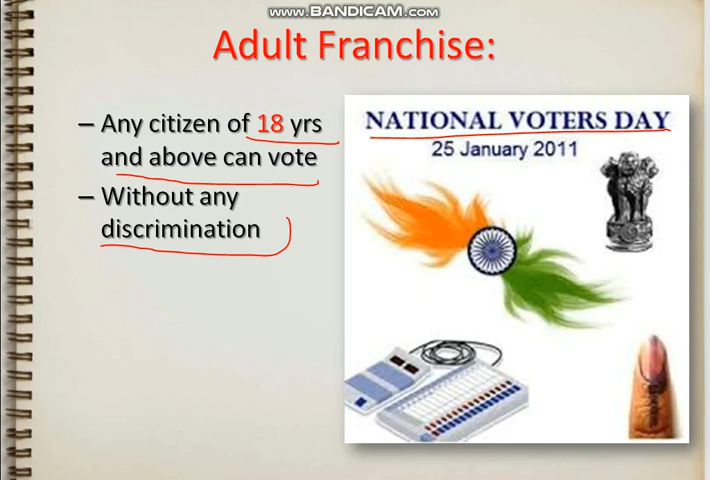 www.BANDICAM.com
Adult Franchise:
– Any citizen of 18 yrs
and above can vote
– Without any
discrimination
NATIONAL VOTERS DAY
25 January 2011